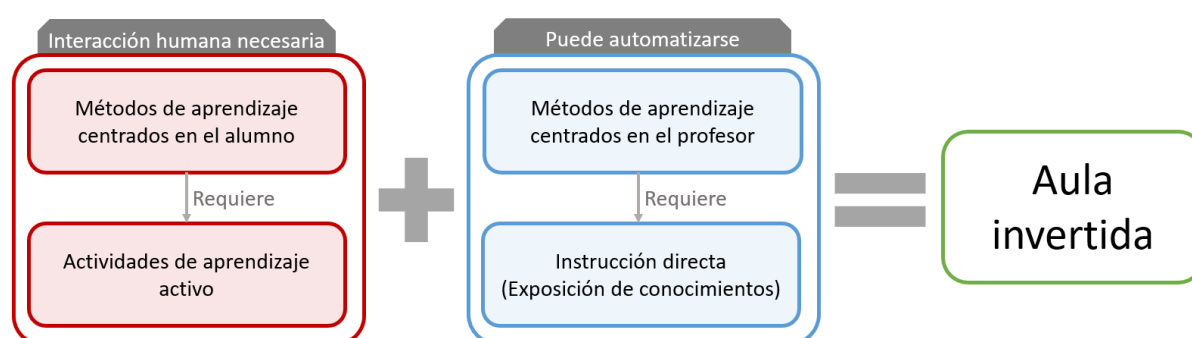 Interacción humana necesaria
Métodos de aprendizaje
centrados en el alumno
Requiere
Actividades de aprendizaje
activo
Puede automatizarse
Métodos de aprendizaje
centrados en el profesor
Requiere
Instrucción directa
(Exposición de conocimientos)
Aula
invertida